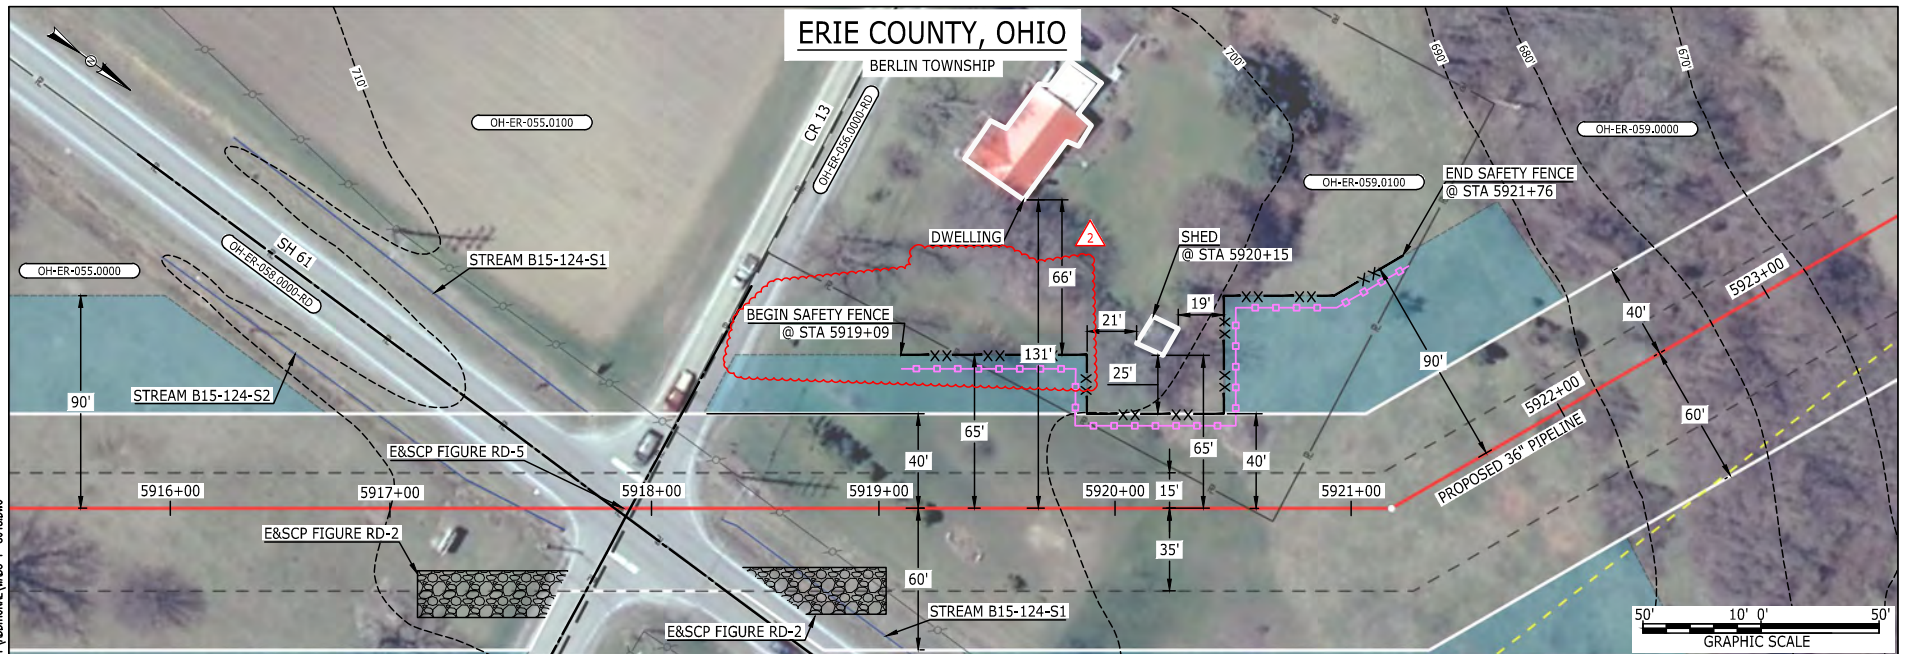 ERIE COUNTY, OHIO
BERLIN TOWNSHIP
N
710'
OH-ER-055.0100
CR 13
OH-ER-056.0000-RD
700'
690'
680'
670'
OH-ER-059.0000
OH-ER-059.0100
END SAFETY FENCE
@ STA 5921+76
DWELLING
2
SHED
@ STA 5920+15
SH 61
OH-ER-058.0000-RD
STREAM B15-124-S1
OH-ER-055.0000
66'
19'
5923+00
40'
BEGIN SAFETY FENCE
@ STA 5919+09
21'
131'
25'
90'
STREAM B15-124-S2
90'
5922+00
60'
65'
65'
E&SCP FIGURE RD-5
40'
40'
PROPOSED 36" PIPELINE
5916+00
5917+00
5918+00
5919+00
5920+00
15'
5921+00
E&SCP FIGURE RD-2
35'
60'
STREAM B15-124-S1
E&SCP FIGURE RD-2
50' 10' 0' 50'
GRAPHIC SCALE